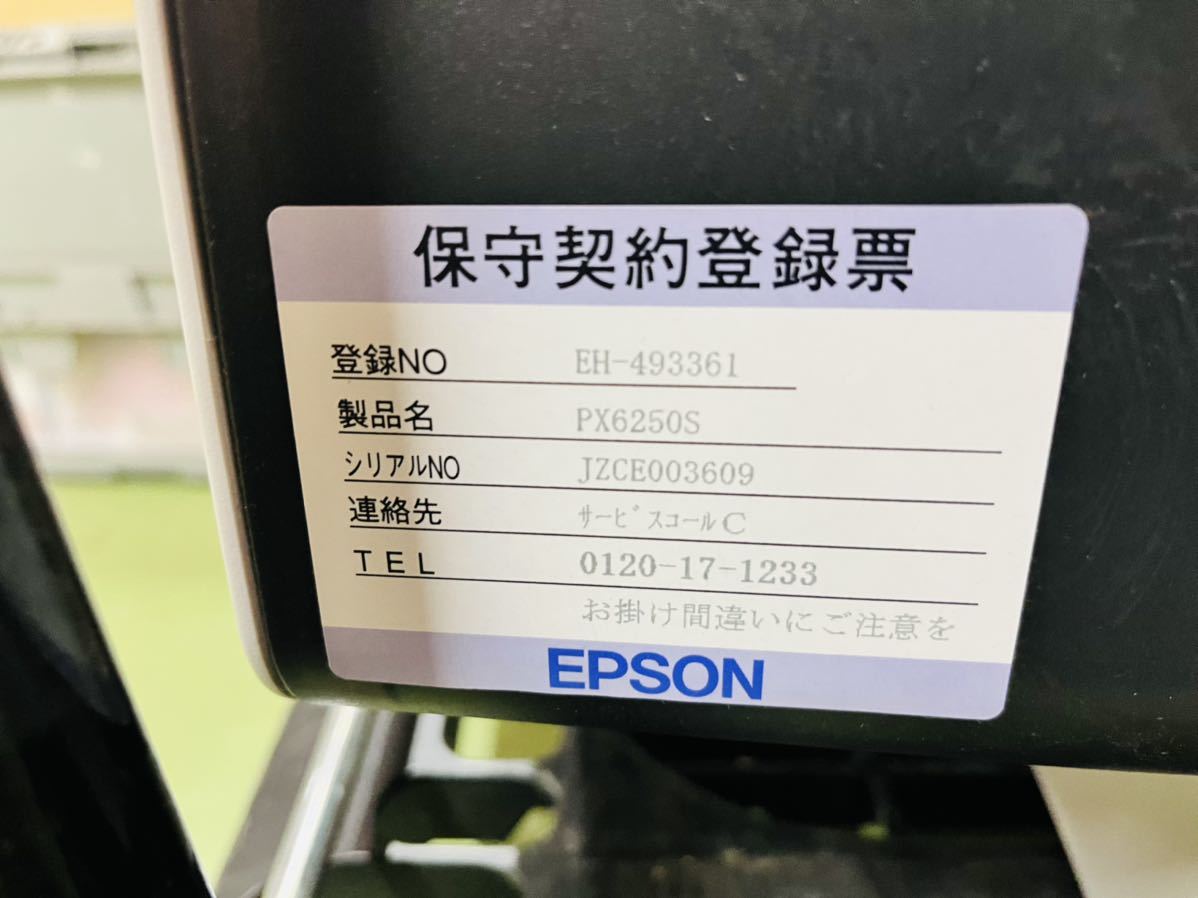 保守契約登録票
登録NO EH-493361
製品名 PX6250S
シリアルNO JZCE003609
連絡先 ｻｰﾋﾞｽｺｰﾙC
ＴＥＬ 0120-17-1233
お掛け間違いにご注意を
EPSON